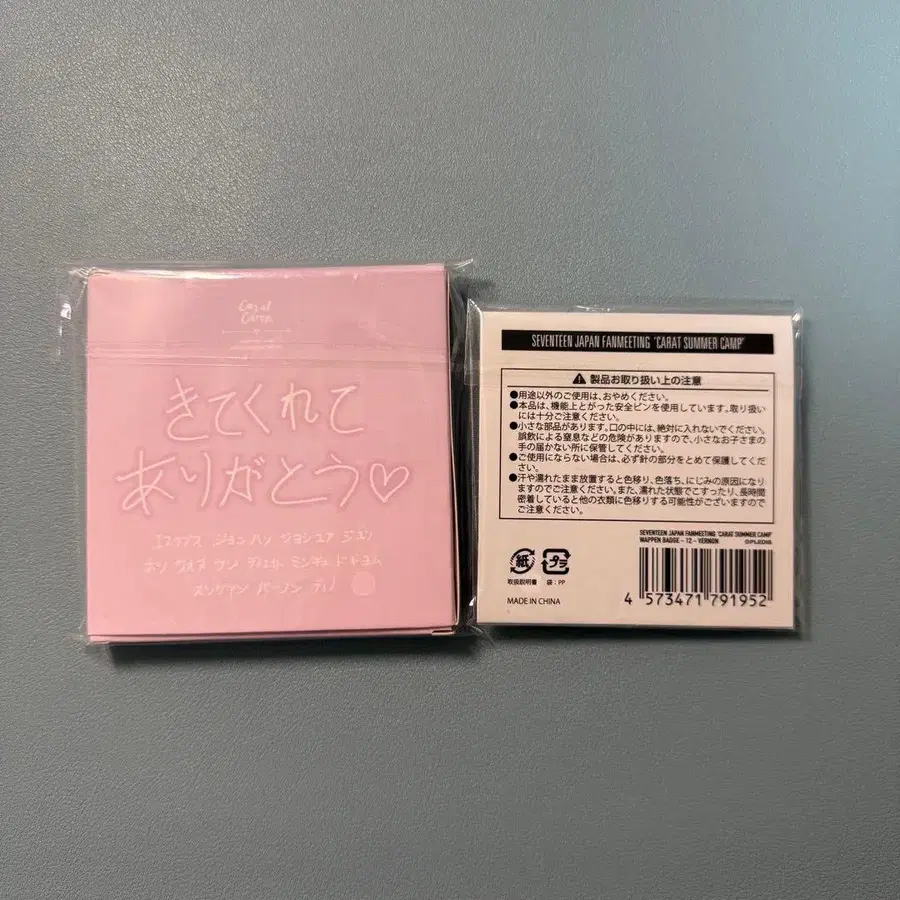 Carat
Camp
きてくれて
ありがとう♡
エスクプス ジョンハン ジョシュア ジュン
ホシ ウォヌ ウジ ディエイト ミンギュ ドギョム
スングァン バーノン ディノ
SEVENTEEN JAPAN FANMEETING 'CARAT SUMMER CAMP'
製品お取り扱い上の注意
●用途以外のご使用は、おやめください。
●本品は、機能上とがった安全ピンを使用しています。取り扱い
には十分ご注意ください。
●小さな部品があります。口の中には、絶対に入れないでください。
誤飲による窒息などの危険がありますので、小さなお子さまの
手の届かない所に保管してください。
●ご使用にならない場合は、必ず針の部分をとめて保護してくだ
さい。
●汗や濡れたまま放置すると色移り、色落ち、にじみの原因になり
ますのでご注意ください。また、濡れた状態でこすったり、長時間
密着していると他の衣類に色移りする可能性がございますので
ご注意ください。
SEVENTEEN JAPAN FANMEETING 'CARAT SUMMER CAMP'
WAPPEN BADGE - 12 - VERNON ©PLEDIS
紙 プラ
取扱説明書 袋:PP
MADE IN CHINA
4 573471 791952